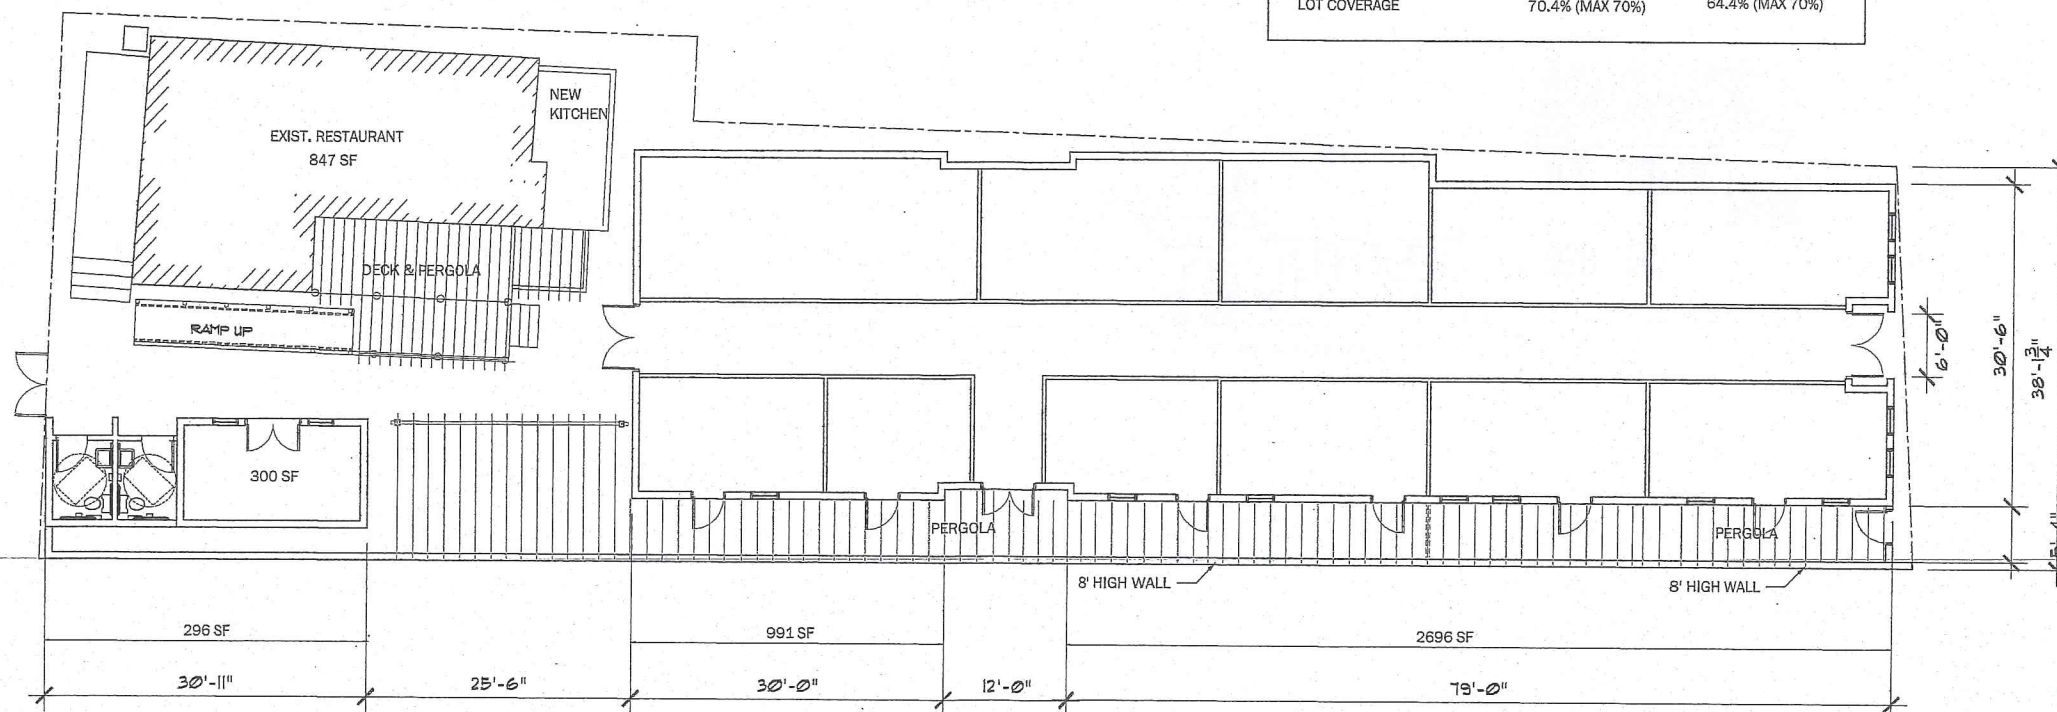 LOT COVERAGE 70.4% (MAX 70%) 64.4% (MAX 70%)
NEW
KITCHEN
EXIST. RESTAURANT
847 SF
DECK & PERGOLA
RAMP UP
6'-0"
30'-6"
38'-1 3/4"
300 SF
PERGOLA
PERGOLA
8' HIGH WALL
8' HIGH WALL
296 SF
991 SF
2696 SF
30'-11"
25'-6"
30'-0"
12'-0"
79'-0"